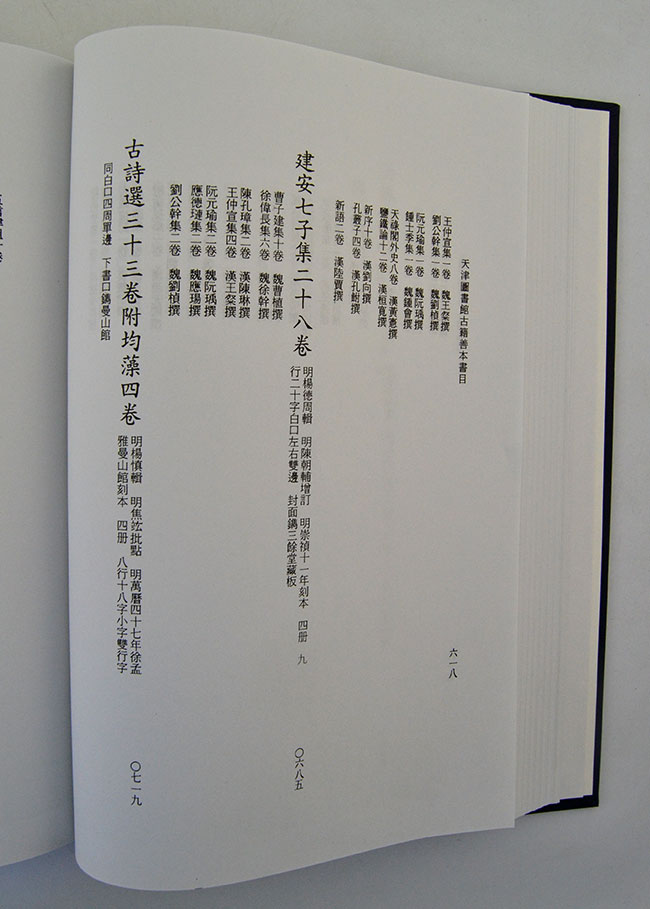 天津圖書館古籍善本書目
六一八
王仲宣集一卷 魏王粲撰
劉公幹集一卷 魏劉楨撰
阮元瑜集一卷 魏阮瑀撰
鍾士季集一卷 魏鍾會撰
天祿閣外史八卷 漢黃憲撰
鹽鐵論十二卷 漢桓寬撰
新序十卷 漢劉向撰
孔叢子四卷 漢孔鮒撰
新語二卷 漢陸賈撰
建安七子集二十八卷
明楊德周輯 明陳朝輔增訂 明崇禎十一年刻本 四册 九
行二十字白口左右雙邊 封面鐫三餘堂藏板
〇六八五
曹子建集十卷 魏曹植撰
徐偉長集六卷 魏徐幹撰
陳孔璋集二卷 漢陳琳撰
王仲宣集四卷 漢王粲撰
阮元瑜集二卷 魏阮瑀撰
應德璉集二卷 魏應瑒撰
劉公幹集二卷 魏劉楨撰
古詩選三十三卷附均藻四卷
明楊慎輯 明焦竑批點 明萬曆四十七年徐孟
雅曼山館刻本 四册 八行十八字小字雙行字
〇七一九
同白口四周單邊 下書口鐫曼山館